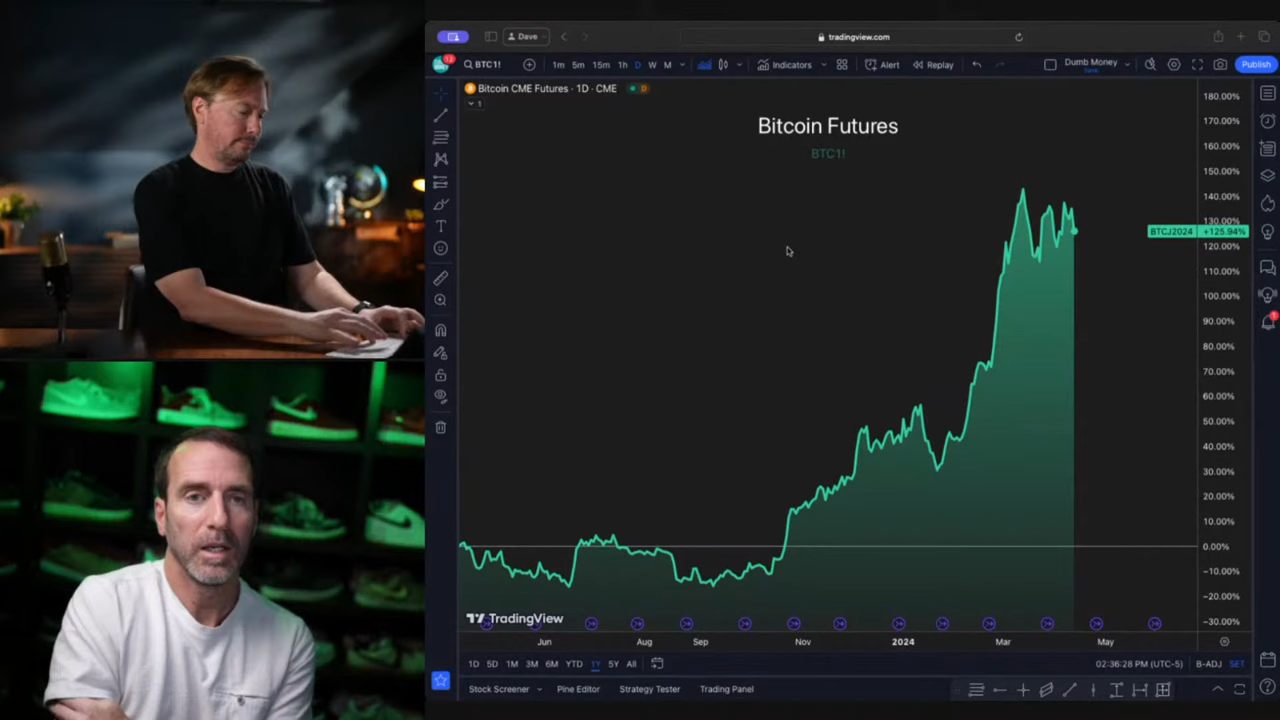 Dave
tradingview.com
12
BTC1!
1m 5m 15m 1h D W M
Indicators
Alert
Replay
Dumb Money
Save
Publish
Bitcoin CME Futures · 1D · CME
D
1
Bitcoin Futures
BTC1!
180.00%
170.00%
160.00%
150.00%
140.00%
130.00%
BTCJ2024 +125.94%
120.00%
110.00%
100.00%
90.00%
80.00%
70.00%
60.00%
50.00%
40.00%
30.00%
20.00%
10.00%
0.00%
−10.00%
−20.00%
−30.00%
TradingView
Jun Aug Sep Nov 2024 Mar May
1D 5D 1M 3M 6M YTD 1Y 5Y All
02:36:28 PM (UTC-5) B-ADJ SET
Stock Screener Pine Editor Strategy Tester Trading Panel